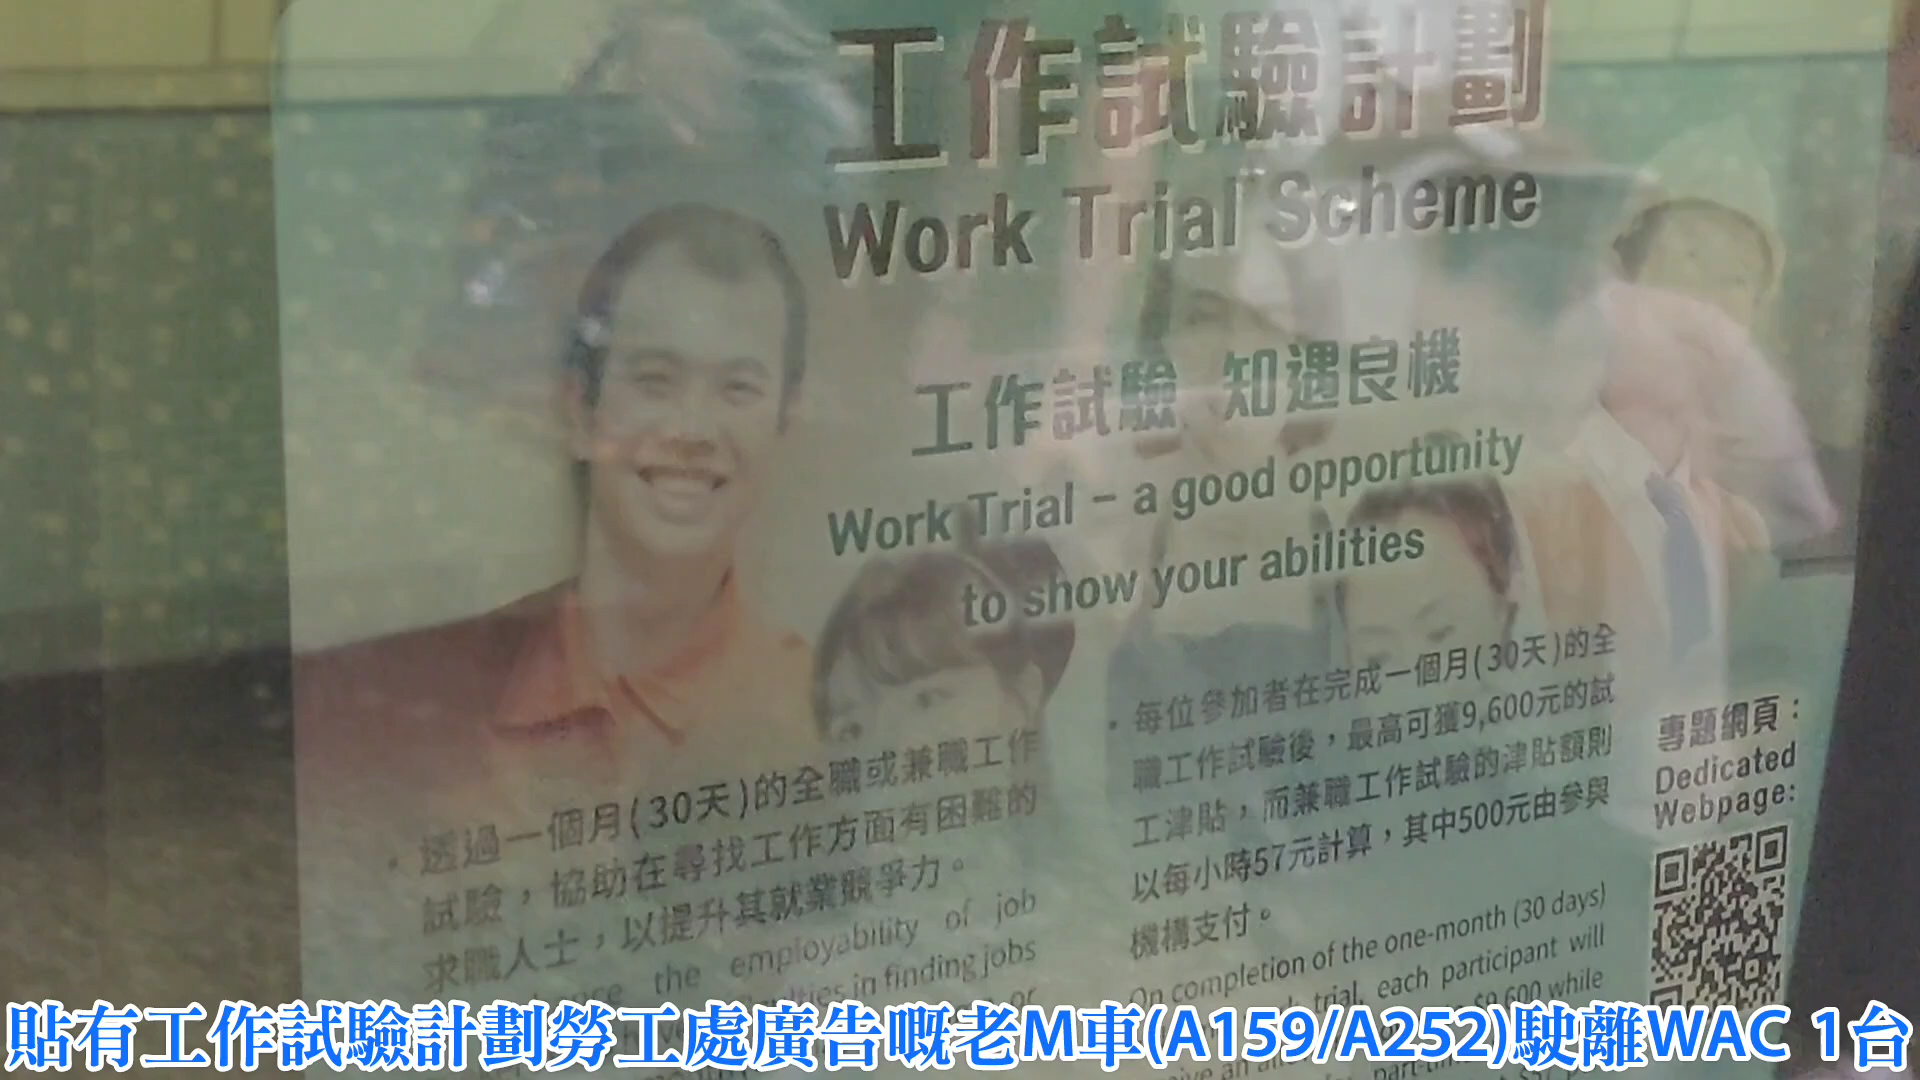 工作試驗計劃
Work Trial Scheme
工作試驗 知遇良機
Work Trial – a good opportunity
to show your abilities
• 透過一個月(30天)的全職或兼職工作
試驗，協助在尋找工作方面有困難的
求職人士，以提升其就業競爭力。
the employability of job
in finding jobs
• 每位參加者在完成一個月(30天)的全
職工作試驗後，最高可獲9,600元的試
工津貼，而兼職工作試驗的津貼額則
以每小時57元計算，其中500元由參與
機構支付。
On completion of the one-month (30 days)
trial, each participant will
while
專題網頁：
Dedicated
Webpage:
貼有工作試驗計劃勞工處廣告嘅老M車(A159/A252)駛離WAC 1台